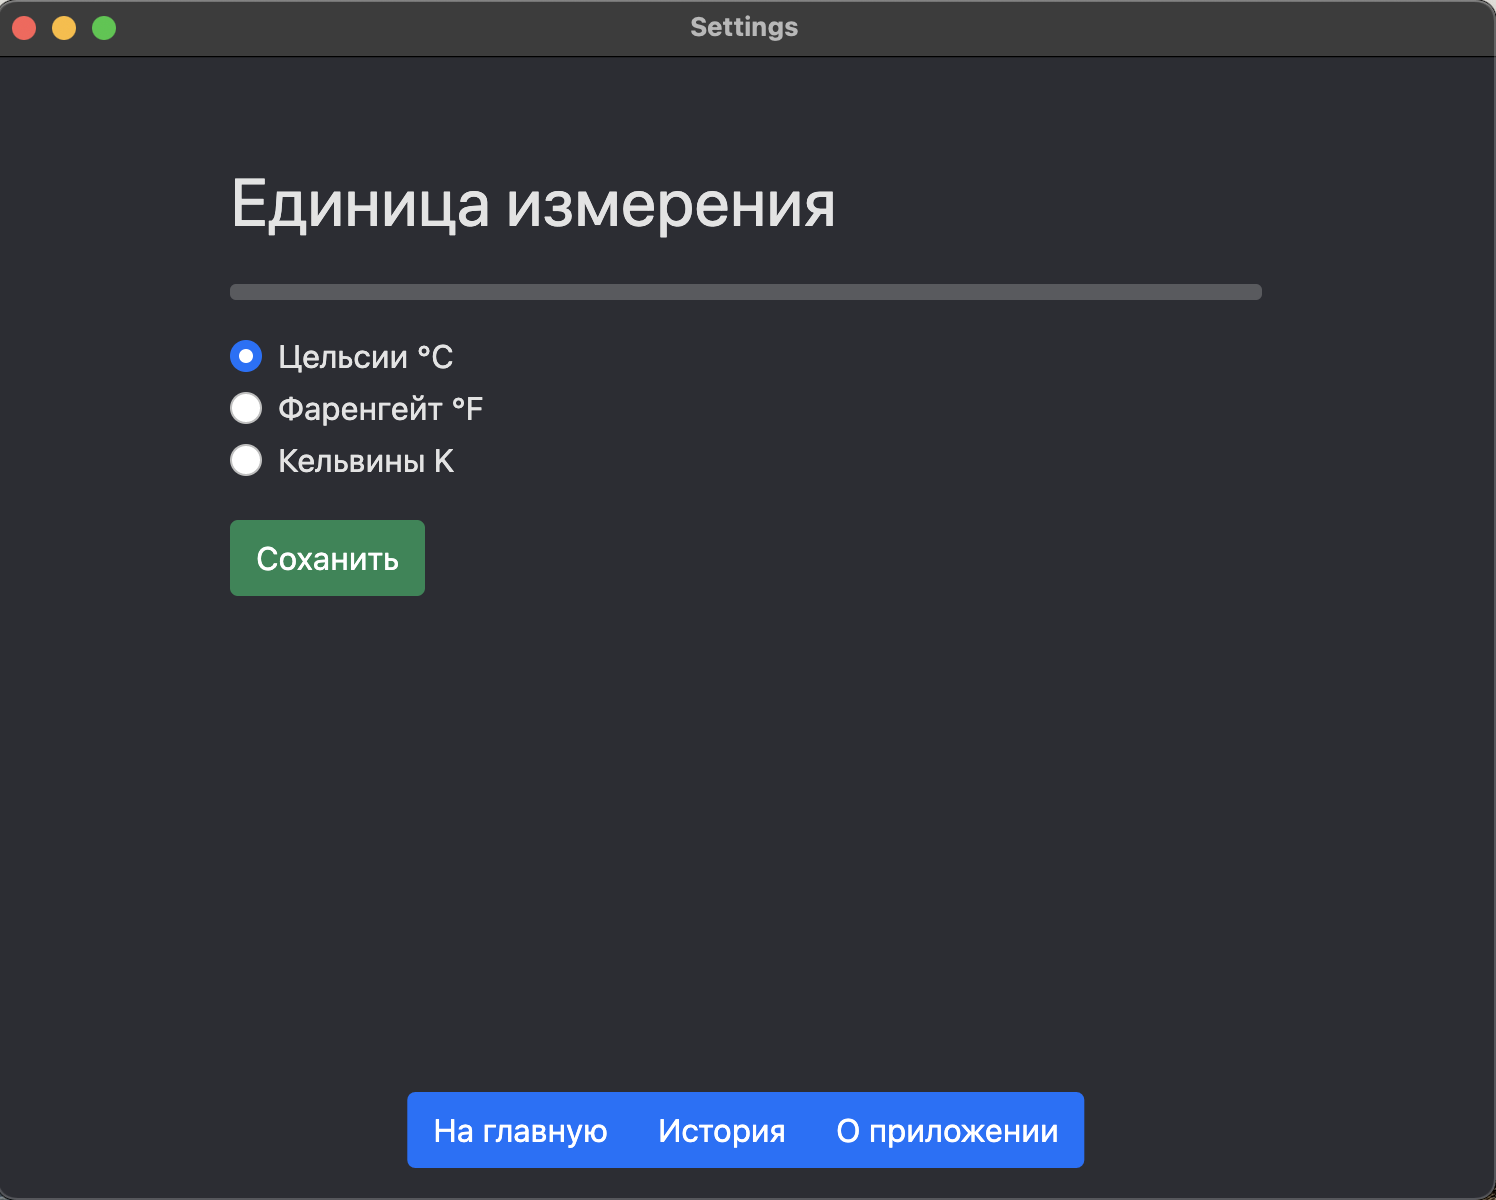 Settings
Единица измерения
Цельсии °C
Фаренгейт °F
Кельвины K
Соханить
На главную История О приложении